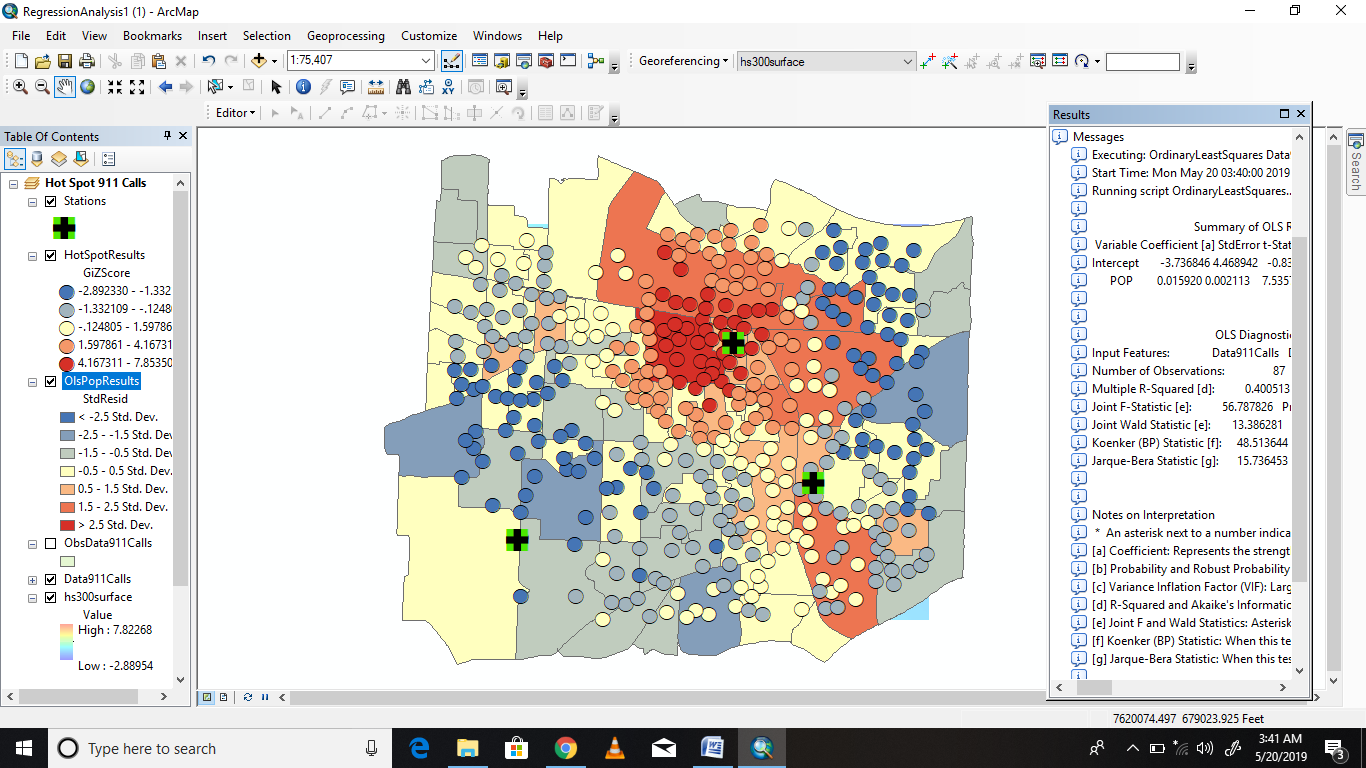 RegressionAnalysis1 (1) - ArcMap
File Edit View Bookmarks Insert Selection Geoprocessing Customize Windows Help
1:75,407
Georeferencing
hs300surface
Editor
Table Of Contents
Hot Spot 911 Calls
Stations
HotSpotResults
GiZScore
-2.892330 - -1.332
-1.332109 - -.12480
-.124805 - 1.59786
1.597861 - 4.16731
4.167311 - 7.85350
OlsPopResults
StdResid
< -2.5 Std. Dev.
-2.5 - -1.5 Std. Dev
-1.5 - -0.5 Std. Dev
-0.5 - 0.5 Std. Dev.
0.5 - 1.5 Std. Dev.
1.5 - 2.5 Std. Dev.
> 2.5 Std. Dev.
ObsData911Calls
Data911Calls
hs300surface
Value
High : 7.82268
Low : -2.88954
Results
Messages
Executing: OrdinaryLeastSquares Data
Start Time: Mon May 20 03:40:00 2019
Running script OrdinaryLeastSquares...
Summary of OLS R
Variable Coefficient [a] StdError t-Stat
Intercept -3.736846 4.468942 -0.83
POP 0.015920 0.002113 7.535
OLS Diagnostic
Input Features: Data911Calls D
Number of Observations: 87
Multiple R-Squared [d]: 0.400513
Joint F-Statistic [e]: 56.787826 P
Joint Wald Statistic [e]: 13.386281
Koenker (BP) Statistic [f]: 48.513644
Jarque-Bera Statistic [g]: 15.736453
Notes on Interpretation
* An asterisk next to a number indica
[a] Coefficient: Represents the strengt
[b] Probability and Robust Probability
[c] Variance Inflation Factor (VIF): Larg
[d] R-Squared and Akaike's Informatio
[e] Joint F and Wald Statistics: Asterisk
[f] Koenker (BP) Statistic: When this te
[g] Jarque-Bera Statistic: When this tes
Search
7620074.497 679023.925 Feet
Type here to search
3:41 AM
5/20/2019
3